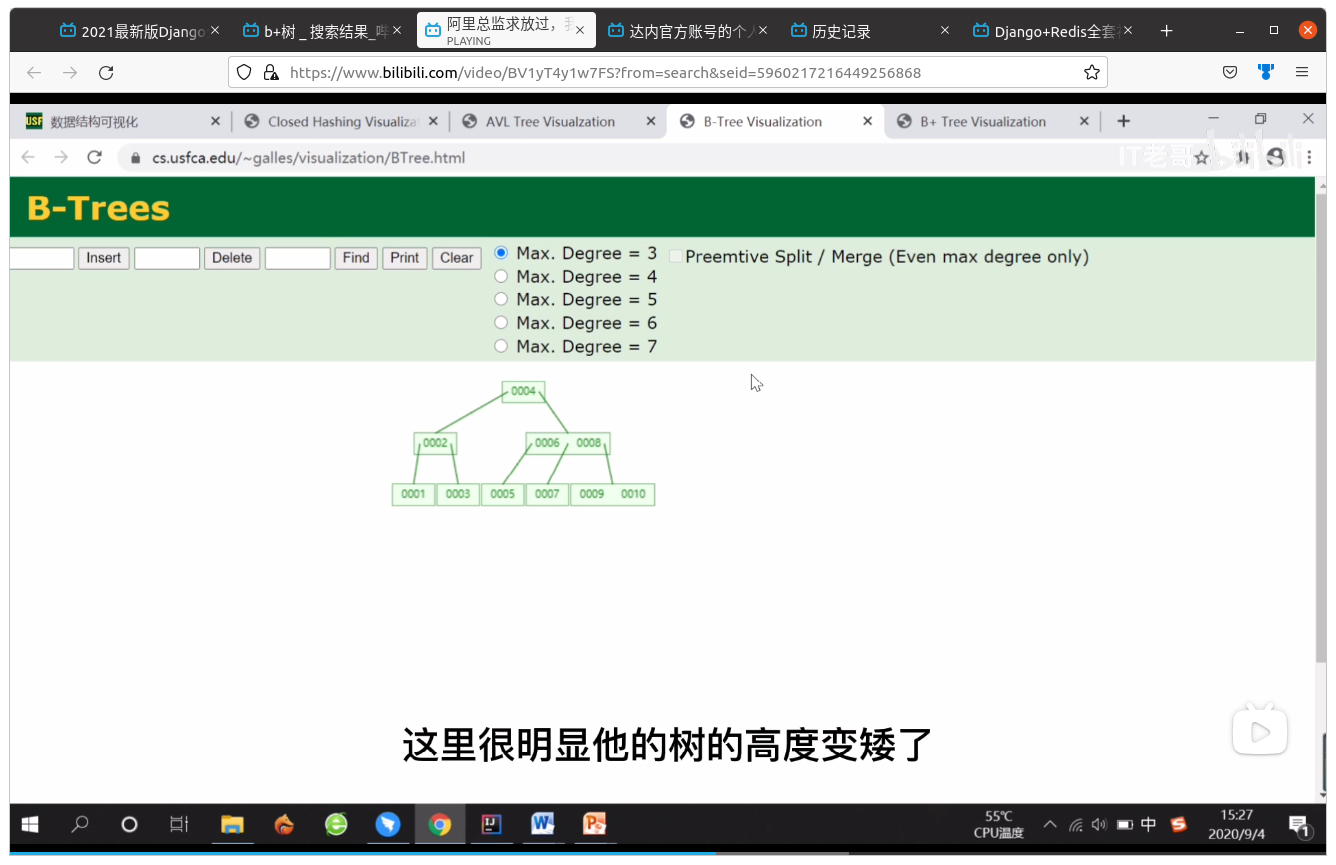 2021最新版Django
b+树 _ 搜索结果_哔
阿里总监求放过，我
PLAYING
达内官方账号的个人
历史记录
Django+Redis全套
https://www.bilibili.com/video/BV1yT4y1w7FS?from=search&seid=5960217216449256868
USF 数据结构可视化
Closed Hashing Visualiza
AVL Tree Visualzation
B-Tree Visualization
B+ Tree Visualization
cs.usfca.edu/~galles/visualization/BTree.html
IT老哥 bilibili
B-Trees
Insert
Delete
Find
Print
Clear
Max. Degree = 3
Max. Degree = 4
Max. Degree = 5
Max. Degree = 6
Max. Degree = 7
Preemtive Split / Merge (Even max degree only)
0004
0002
0006 0008
0001 0003 0005 0007 0009 0010
这里很明显他的树的高度变矮了
55℃
CPU温度
中
15:27
2020/9/4
1